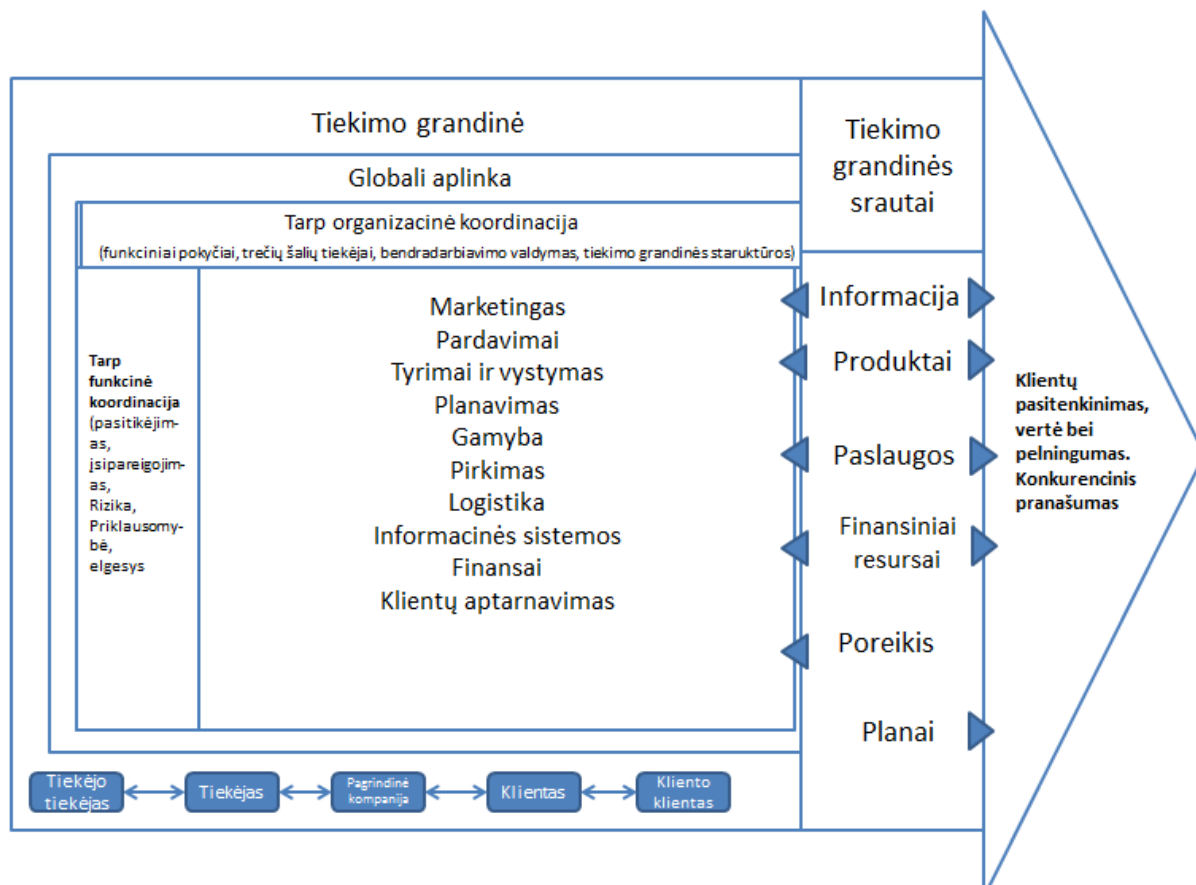 Tiekimo grandinė
Globali aplinka
Tarp organizacinė koordinacija
(funkciniai pokyčiai, trečių šalių tiekėjai, bendradarbiavimo valdymas, tiekimo grandinės staruktūros)
Tarp
funkcinė
koordinacija
(pasitikėjim-
as,
įsipareigojim-
as,
Rizika,
Priklausomy-
bė,
elgesys
Marketingas
Pardavimai
Tyrimai ir vystymas
Planavimas
Gamyba
Pirkimas
Logistika
Informacinės sistemos
Finansai
Klientų aptarnavimas
Tiekėjo
tiekėjas
Tiekėjas
Pagrindinė
kompanija
Klientas
Kliento
klientas
Tiekimo
grandinės
srautai
Informacija
Produktai
Paslaugos
Finansiniai
resursai
Poreikis
Planai
Klientų
pasitenkinimas,
vertė bei
pelningumas.
Konkurencinis
pranašumas